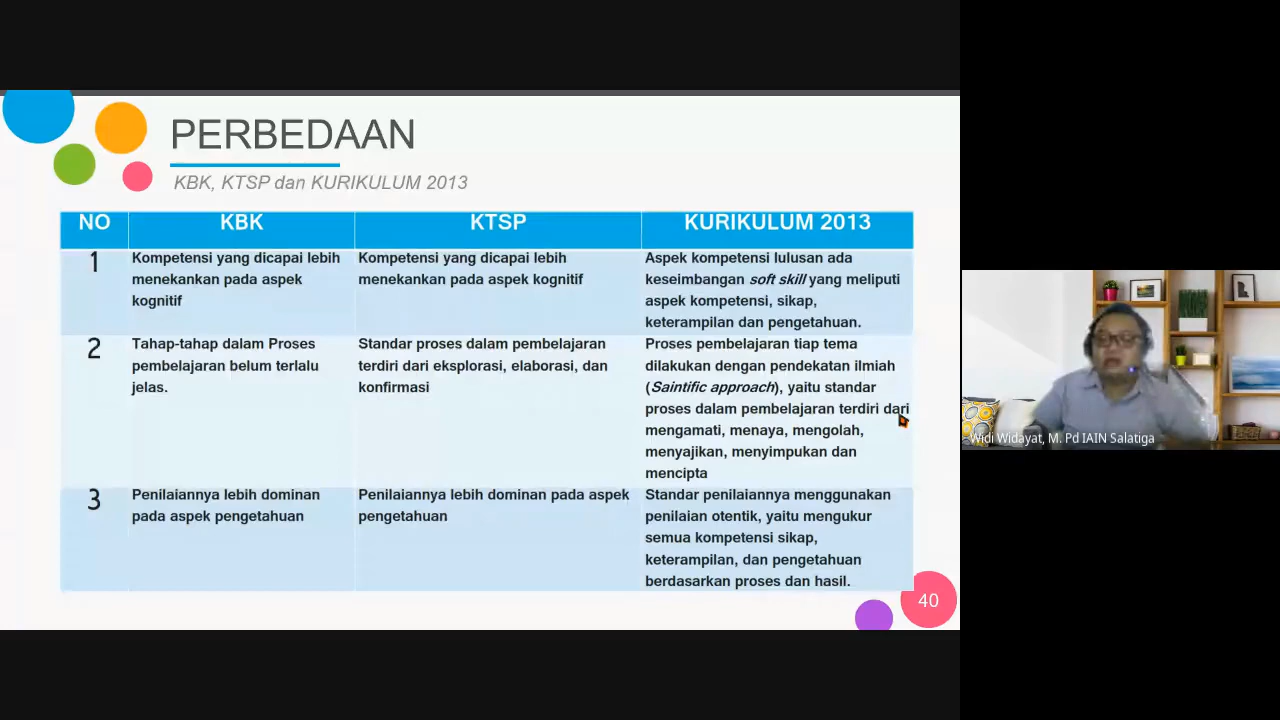 PERBEDAAN
KBK, KTSP dan KURIKULUM 2013
NO
KBK
KTSP
KURIKULUM 2013
1
Kompetensi yang dicapai lebih
menekankan pada aspek
kognitif
Kompetensi yang dicapai lebih
menekankan pada aspek kognitif
Aspek kompetensi lulusan ada
keseimbangan soft skill yang meliputi
aspek kompetensi, sikap,
keterampilan dan pengetahuan.
2
Tahap-tahap dalam Proses
pembelajaran belum terlalu
jelas.
Standar proses dalam pembelajaran
terdiri dari eksplorasi, elaborasi, dan
konfirmasi
Proses pembelajaran tiap tema
dilakukan dengan pendekatan ilmiah
(Saintific approach), yaitu standar
proses dalam pembelajaran terdiri dari
mengamati, menaya, mengolah,
menyajikan, menyimpukan dan
mencipta
3
Penilaiannya lebih dominan
pada aspek pengetahuan
Penilaiannya lebih dominan pada aspek
pengetahuan
Standar penilaiannya menggunakan
penilaian otentik, yaitu mengukur
semua kompetensi sikap,
keterampilan, dan pengetahuan
berdasarkan proses dan hasil.
40
Widi Widayat, M. Pd IAIN Salatiga